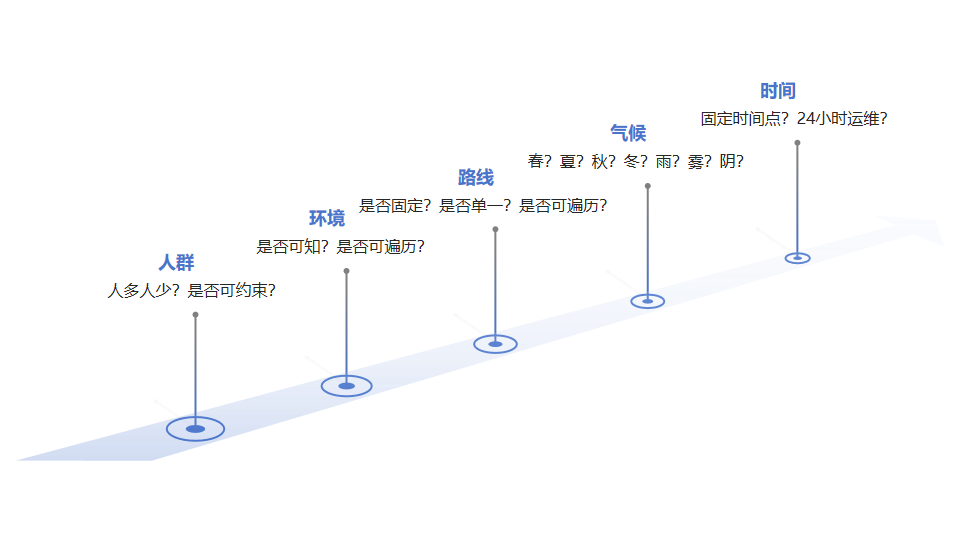 人群
人多人少？是否可约束？
环境
是否可知？是否可遍历？
路线
是否固定？是否单一？是否可遍历？
气候
春？夏？秋？冬？雨？雾？阴？
时间
固定时间点？24小时运维？